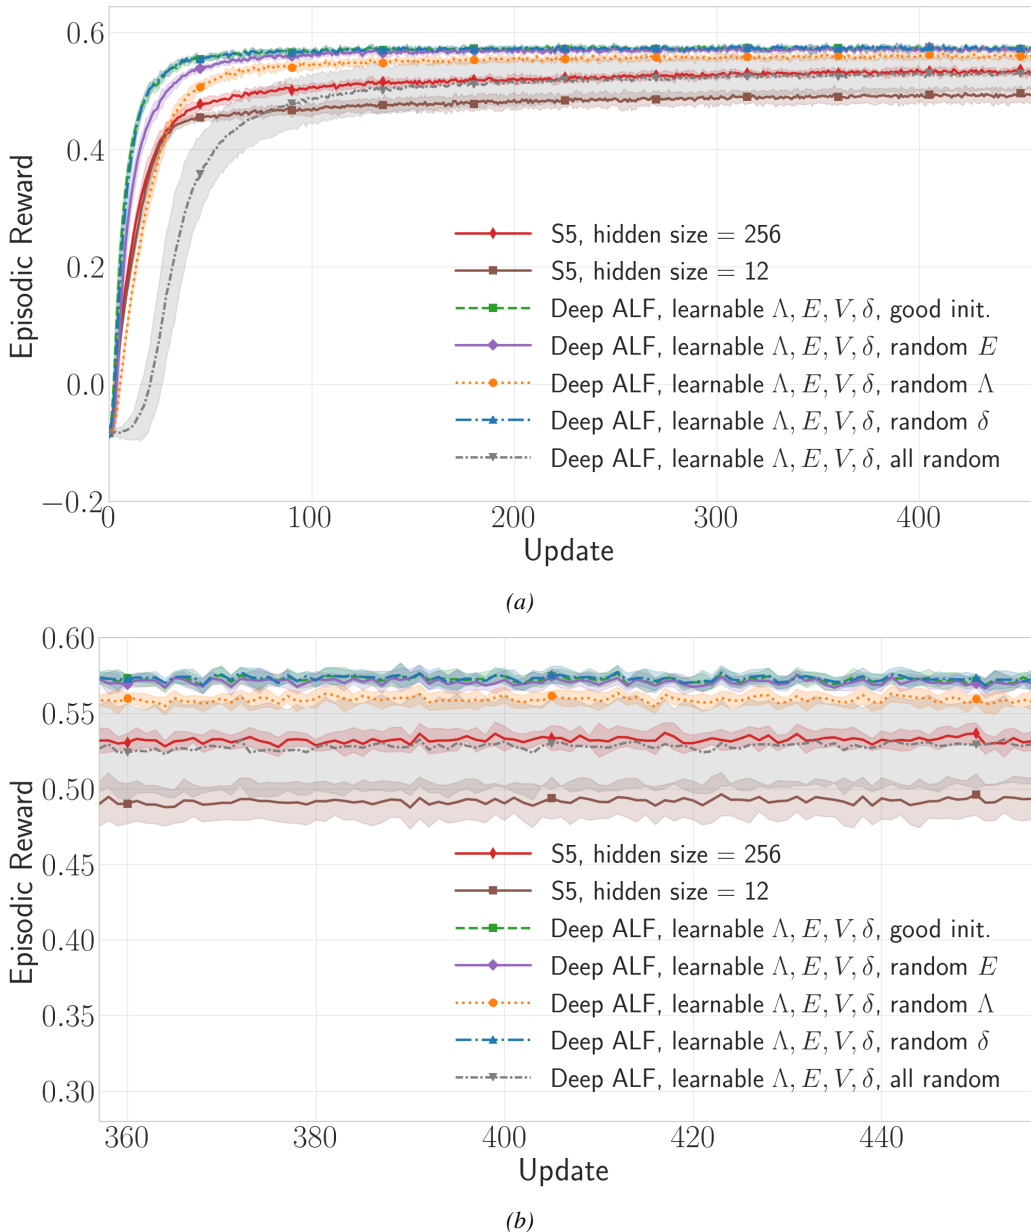 0.6
0.4
0.2
0.0
−0.2
Episodic Reward
S5, hidden size = 256
S5, hidden size = 12
Deep ALF, learnable Λ, E, V, δ, good init.
Deep ALF, learnable Λ, E, V, δ, random E
Deep ALF, learnable Λ, E, V, δ, random Λ
Deep ALF, learnable Λ, E, V, δ, random δ
Deep ALF, learnable Λ, E, V, δ, all random
0 100 200 300 400
Update
(a)
0.60
0.55
0.50
0.45
0.40
0.35
0.30
Episodic Reward
S5, hidden size = 256
S5, hidden size = 12
Deep ALF, learnable Λ, E, V, δ, good init.
Deep ALF, learnable Λ, E, V, δ, random E
Deep ALF, learnable Λ, E, V, δ, random Λ
Deep ALF, learnable Λ, E, V, δ, random δ
Deep ALF, learnable Λ, E, V, δ, all random
360 380 400 420 440
Update
(b)